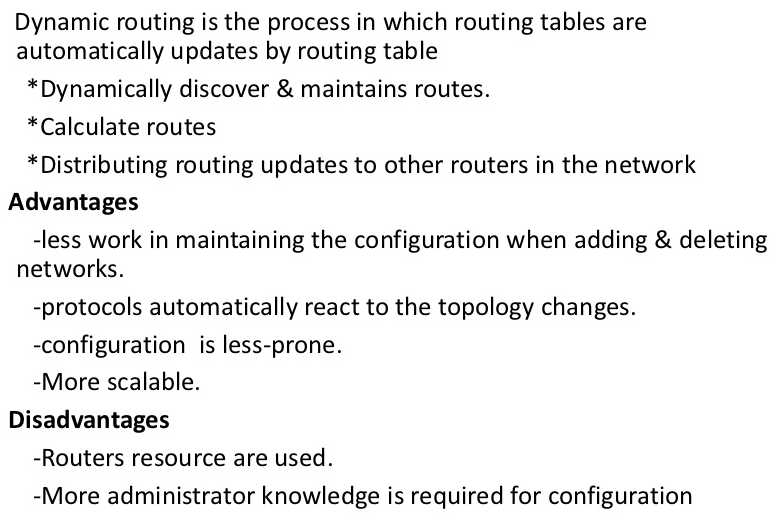 Dynamic routing is the process in which routing tables are
automatically updates by routing table
*Dynamically discover & maintains routes.
*Calculate routes
*Distributing routing updates to other routers in the network
Advantages
-less work in maintaining the configuration when adding & deleting
networks.
-protocols automatically react to the topology changes.
-configuration  is less-prone.
-More scalable.
Disadvantages
-Routers resource are used.
-More administrator knowledge is required for configuration